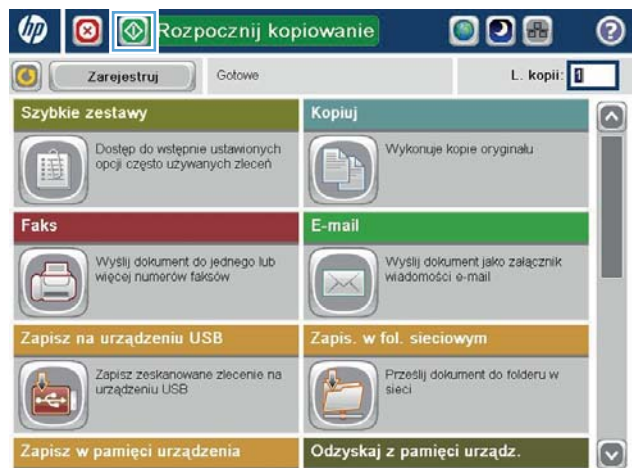 hp
Rozpocznij kopiowanie
?
Zarejestruj
Gotowe
L. kopii: 1
Szybkie zestawy
Kopiuj
Dostęp do wstępnie ustawionych
opcji często używanych zleceń
Wykonuje kopie oryginału
Faks
E-mail
Wyślij dokument do jednego lub
więcej numerów faksów
Wyślij dokument jako załącznik
wiadomości e-mail
Zapisz na urządzeniu USB
Zapis. w fol. sieciowym
Zapisz zeskanowane zlecenie na
urządzeniu USB
Prześlij dokument do folderu w
sieci
Zapisz w pamięci urządzenia
Odzyskaj z pamięci urządz.